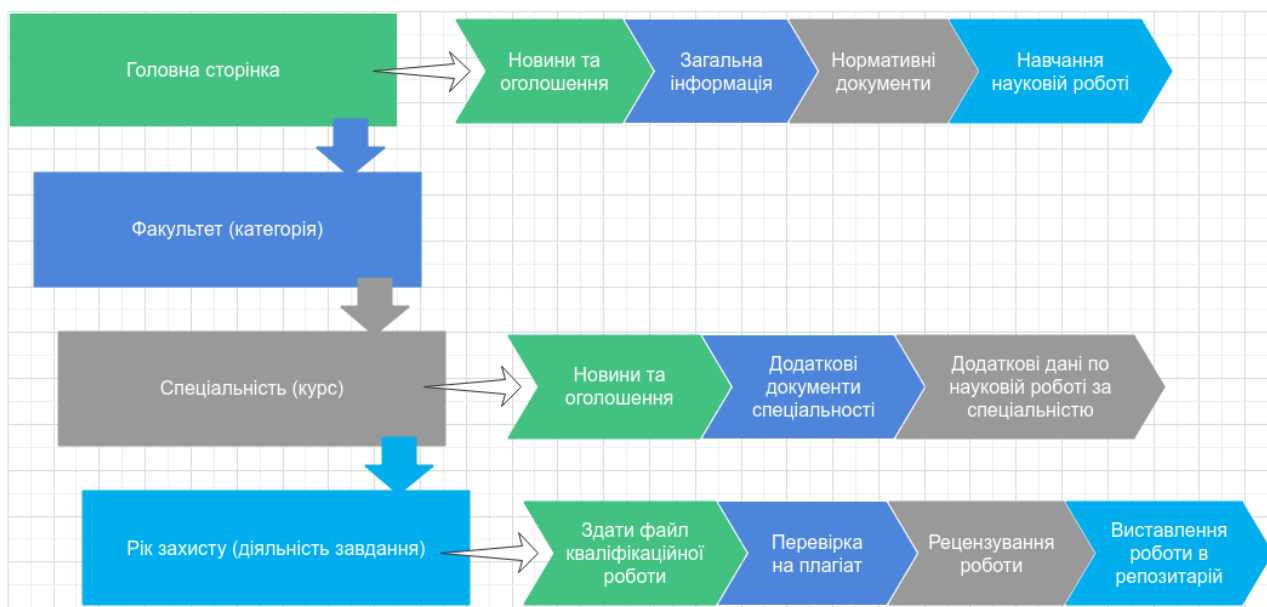 Головна сторінка
Новини та
оголошення
Загальна
інформація
Нормативні
документи
Навчання
науковій роботі
Факультет (категорія)
Спеціальність (курс)
Новини та
оголошення
Додаткові
документи
спеціальності
Додаткові дані по
науковій роботі за
спеціальністю
Рік захисту (діяльність завдання)
Здати файл
кваліфікаційної
роботи
Перевірка
на плагіат
Рецензування
роботи
Виставлення
роботи в
репозитарій